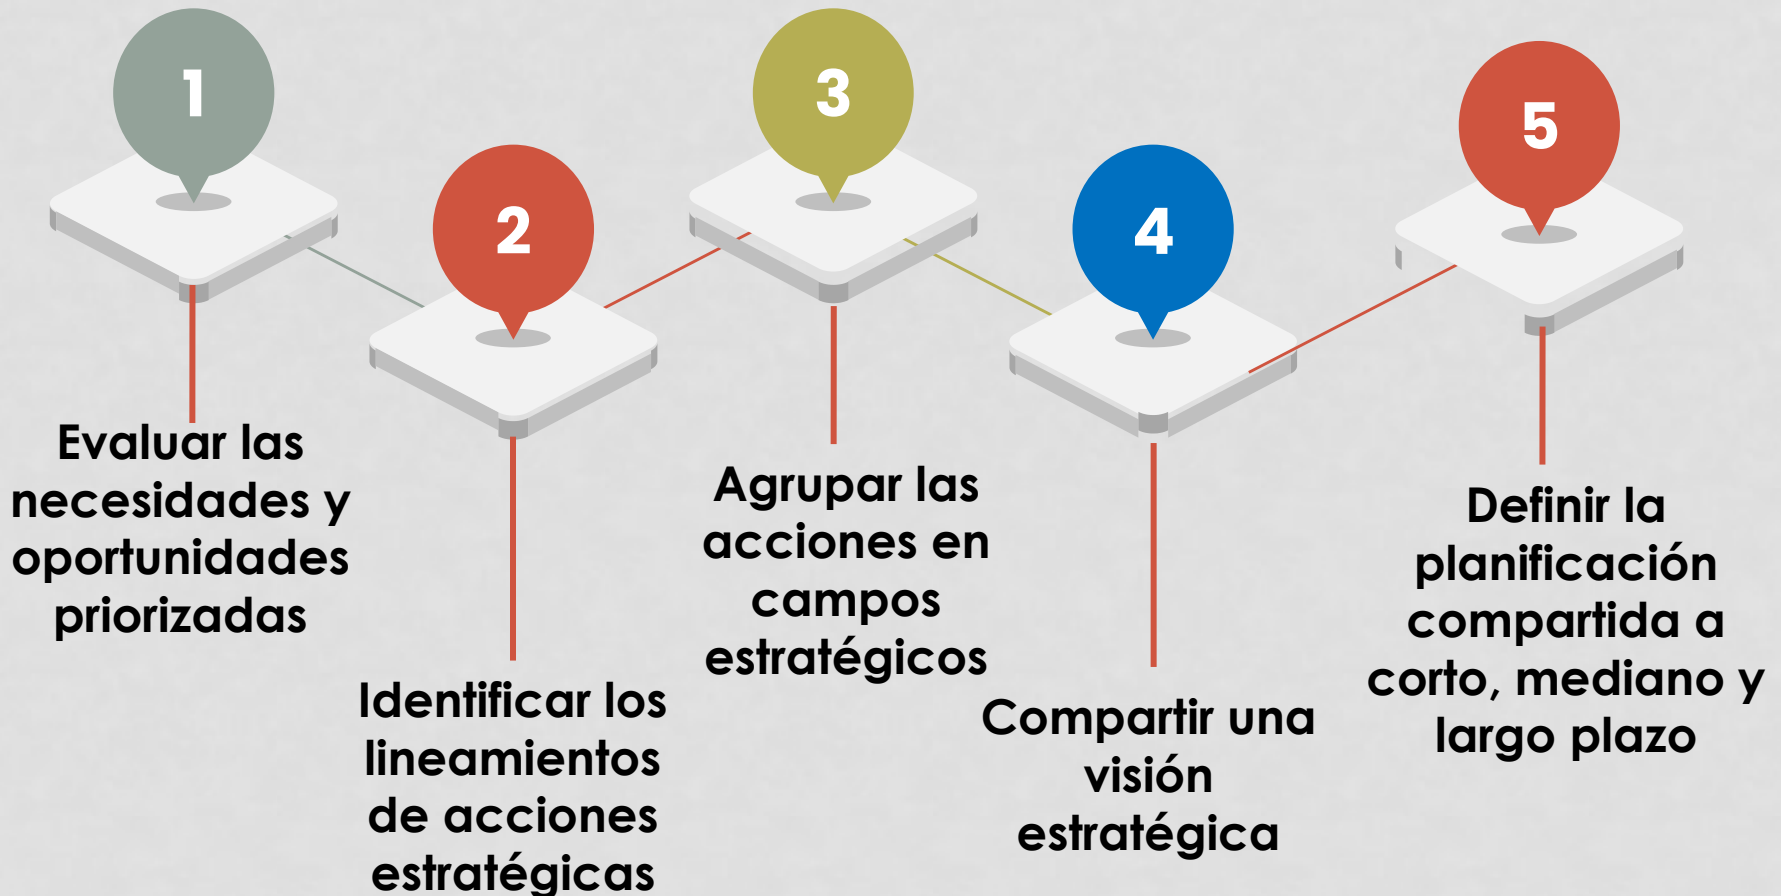 1
Evaluar las
necesidades y
oportunidades
priorizadas
2
Identificar los
lineamientos
de acciones
estratégicas
3
Agrupar las
acciones en
campos
estratégicos
4
Compartir una
visión
estratégica
5
Definir la
planificación
compartida a
corto, mediano y
largo plazo